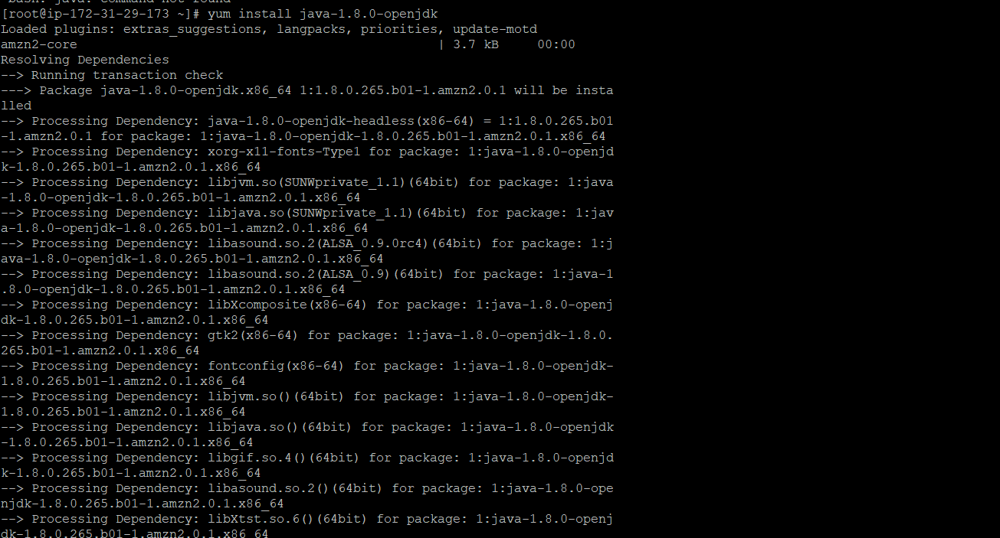 bash: java: command not found
[root@ip-172-31-29-173 ~]# yum install java-1.8.0-openjdk
Loaded plugins: extras_suggestions, langpacks, priorities, update-motd
amzn2-core                                               | 3.7 kB     00:00
Resolving Dependencies
--> Running transaction check
---> Package java-1.8.0-openjdk.x86_64 1:1.8.0.265.b01-1.amzn2.0.1 will be insta
lled
--> Processing Dependency: java-1.8.0-openjdk-headless(x86-64) = 1:1.8.0.265.b01
-1.amzn2.0.1 for package: 1:java-1.8.0-openjdk-1.8.0.265.b01-1.amzn2.0.1.x86_64
--> Processing Dependency: xorg-x11-fonts-Type1 for package: 1:java-1.8.0-openjd
k-1.8.0.265.b01-1.amzn2.0.1.x86_64
--> Processing Dependency: libjvm.so(SUNWprivate_1.1)(64bit) for package: 1:java
-1.8.0-openjdk-1.8.0.265.b01-1.amzn2.0.1.x86_64
--> Processing Dependency: libjava.so(SUNWprivate_1.1)(64bit) for package: 1:jav
a-1.8.0-openjdk-1.8.0.265.b01-1.amzn2.0.1.x86_64
--> Processing Dependency: libasound.so.2(ALSA_0.9.0rc4)(64bit) for package: 1:j
ava-1.8.0-openjdk-1.8.0.265.b01-1.amzn2.0.1.x86_64
--> Processing Dependency: libasound.so.2(ALSA_0.9)(64bit) for package: 1:java-1
.8.0-openjdk-1.8.0.265.b01-1.amzn2.0.1.x86_64
--> Processing Dependency: libXcomposite(x86-64) for package: 1:java-1.8.0-openj
dk-1.8.0.265.b01-1.amzn2.0.1.x86_64
--> Processing Dependency: gtk2(x86-64) for package: 1:java-1.8.0-openjdk-1.8.0.
265.b01-1.amzn2.0.1.x86_64
--> Processing Dependency: fontconfig(x86-64) for package: 1:java-1.8.0-openjdk-
1.8.0.265.b01-1.amzn2.0.1.x86_64
--> Processing Dependency: libjvm.so()(64bit) for package: 1:java-1.8.0-openjdk-
1.8.0.265.b01-1.amzn2.0.1.x86_64
--> Processing Dependency: libjava.so()(64bit) for package: 1:java-1.8.0-openjdk
-1.8.0.265.b01-1.amzn2.0.1.x86_64
--> Processing Dependency: libgif.so.4()(64bit) for package: 1:java-1.8.0-openjd
k-1.8.0.265.b01-1.amzn2.0.1.x86_64
--> Processing Dependency: libasound.so.2()(64bit) for package: 1:java-1.8.0-ope
njdk-1.8.0.265.b01-1.amzn2.0.1.x86_64
--> Processing Dependency: libXtst.so.6()(64bit) for package: 1:java-1.8.0-openj
dk-1.8.0.265.b01-1.amzn2.0.1.x86_64